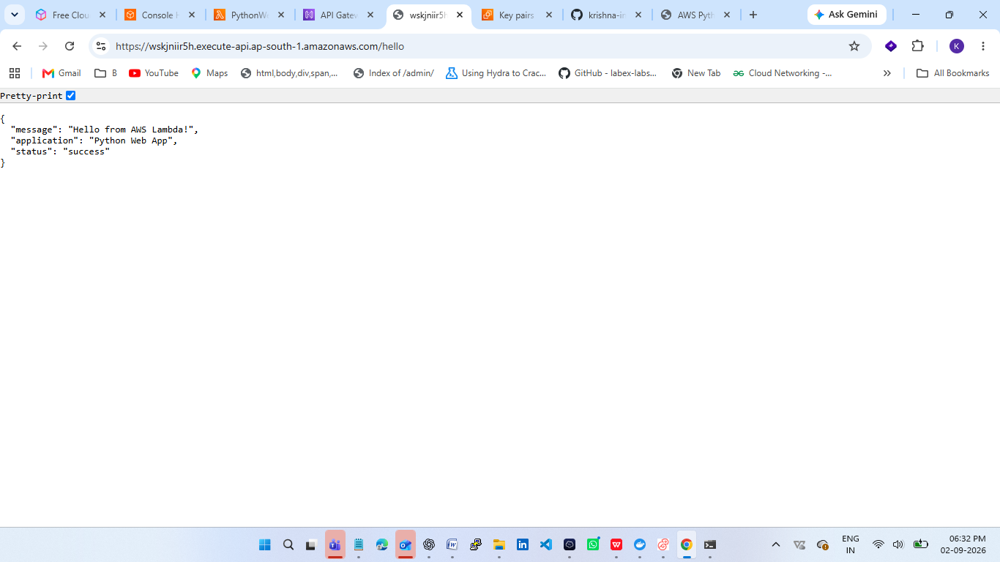 Free Clou
Console H
PythonWe
API Gatew
wskjniir5h
Key pairs
krishna-in
AWS Pyth
Ask Gemini
https://wskjniir5h.execute-api.ap-south-1.amazonaws.com/hello
K
Gmail
B
YouTube
Maps
html,body,div,span,...
Index of /admin/
Using Hydra to Crac...
GitHub - labex-labs...
New Tab
Cloud Networking -...
All Bookmarks
Pretty-print
{
"message": "Hello from AWS Lambda!",
"application": "Python Web App",
"status": "success"
}
ENG
IN
06:32 PM
02-09-2026